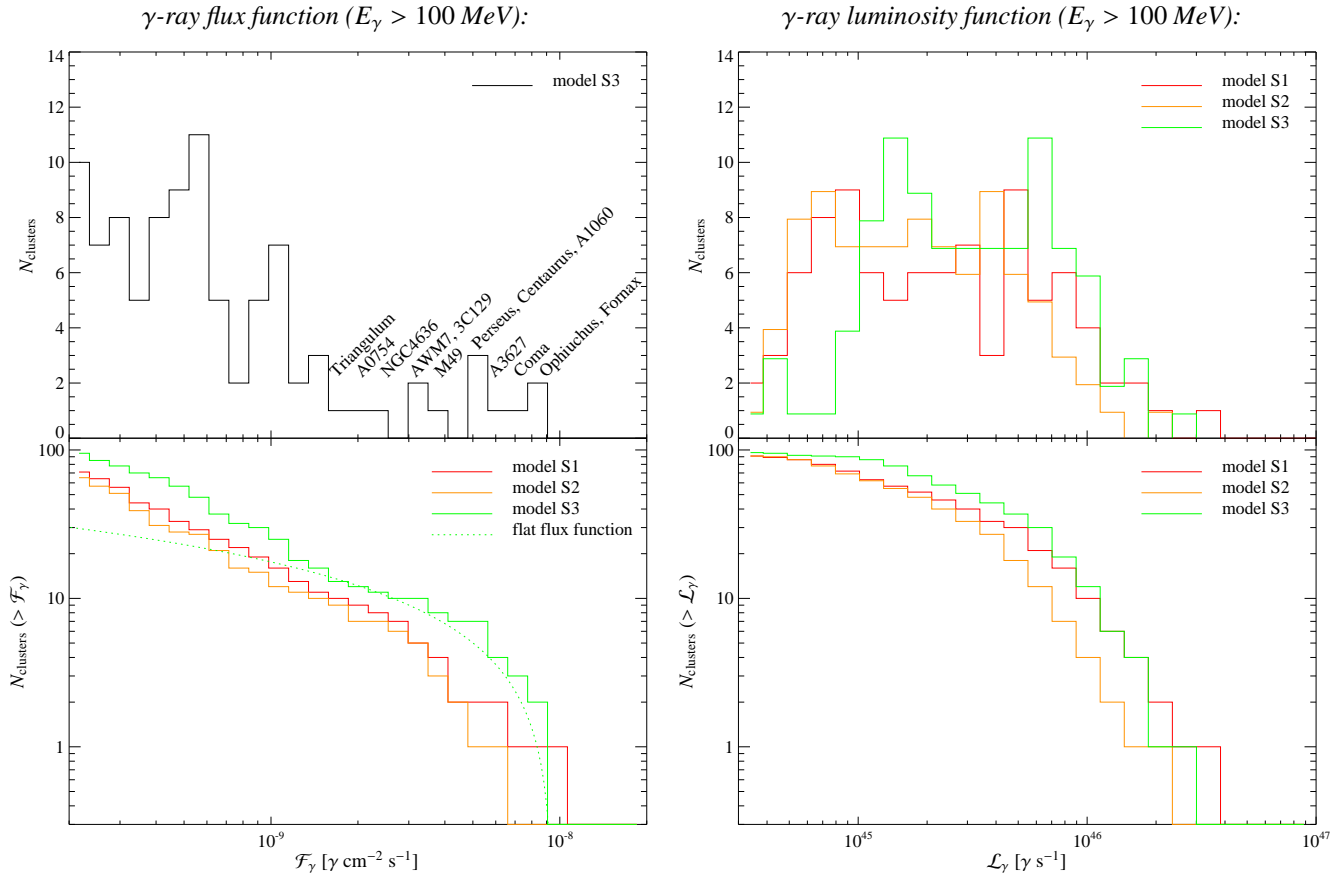 γ-ray flux function (Eγ > 100 MeV):
14
12
10
8
6
4
2
0
Nclusters
model S3
Triangulum
A0754
NGC4636
AWM7, 3C129
M49
Perseus, Centaurus, A1060
A3627
Coma
Ophiuchus, Fornax
γ-ray luminosity function (Eγ > 100 MeV):
14
12
10
8
6
4
2
0
Nclusters
model S1
model S2
model S3
100
10
1
Nclusters (> ℱγ)
model S1
model S2
model S3
flat flux function
10⁻⁹
10⁻⁸
ℱγ [γ cm⁻² s⁻¹]
100
10
1
Nclusters (> ℒγ)
model S1
model S2
model S3
10⁴⁵
10⁴⁶
10⁴⁷
ℒγ [γ s⁻¹]